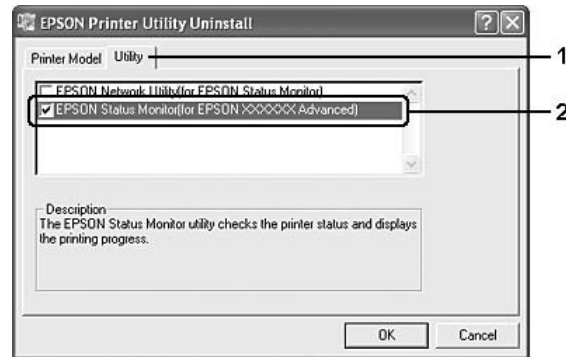 EPSON Printer Utility Uninstall
Printer Model Utility
1
EPSON Network Utility(for EPSON Status Monitor)
EPSON Status Monitor(for EPSON XXXXXX Advanced)
2
Description
The EPSON Status Monitor utility checks the printer status and displays
the printing progress.
OK Cancel